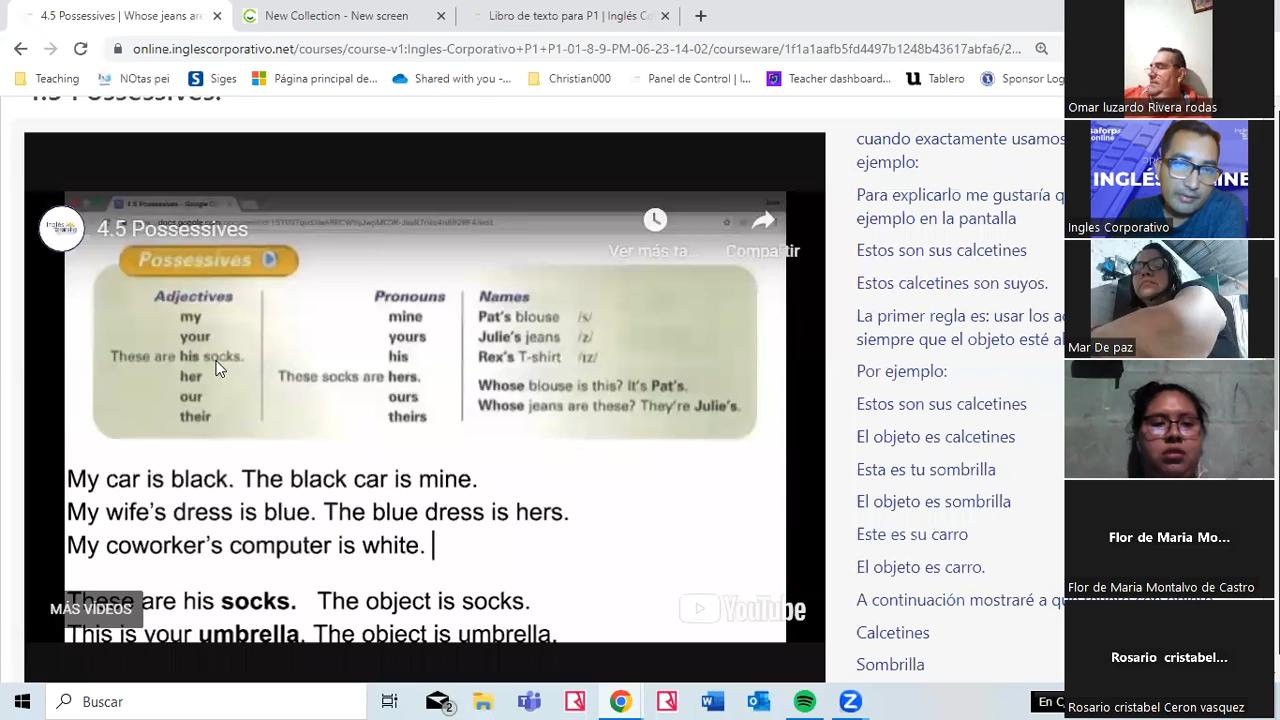 4.5 Possessives | Whose jeans are
New Collection - New screen
Libro de texto para P1 | Inglés Co
online.inglescorporativo.net/courses/course-v1:Ingles-Corporativo+P1+P1-01-8-9-PM-06-23-14-02/courseware/1f1a1aafb5fd4497b1248b43617abfa6/2...
Teaching
NOtas pei
Siges
Página principal de...
Shared with you -...
Christian000
Panel de Control | I...
Teacher dashboard...
Tablero
Sponsor Log
4.5 Possessives.
4.5 Possessives
Ver más ta...
Compartir
Possessives
Adjectives
my
your
These are his socks.
her
our
their
Pronouns
mine
yours
his
These socks are hers.
ours
theirs
Names
Pat's blouse /s/
Julie's jeans /z/
Rex's T-shirt /ɪz/
Whose blouse is this? It's Pat's.
Whose jeans are these? They're Julie's.
My car is black. The black car is mine.
My wife's dress is blue. The blue dress is hers.
My coworker's computer is white.
These are his socks. The object is socks.
This is your umbrella. The object is umbrella.
MÁS VÍDEOS
YouTube
cuando exactamente usamos
ejemplo:
Para explicarlo me gustaría q
ejemplo en la pantalla
Estos son sus calcetines
Estos calcetines son suyos.
La primera regla es: usar los a
siempre que el objeto esté al
Por ejemplo:
Estos son sus calcetines
El objeto es calcetines
Esta es tu sombrilla
El objeto es sombrilla
Este es su carro
El objeto es carro.
A continuación mostraré a qu
Calcetines
Sombrilla
Omar luzardo Rivera rodas
INGLÉS
INE
Ingles Corporativo
Mar De paz
Flor de Maria Mo...
Flor de Maria Montalvo de Castro
Rosario cristabel...
Rosario cristabel Ceron vasquez
Buscar
2